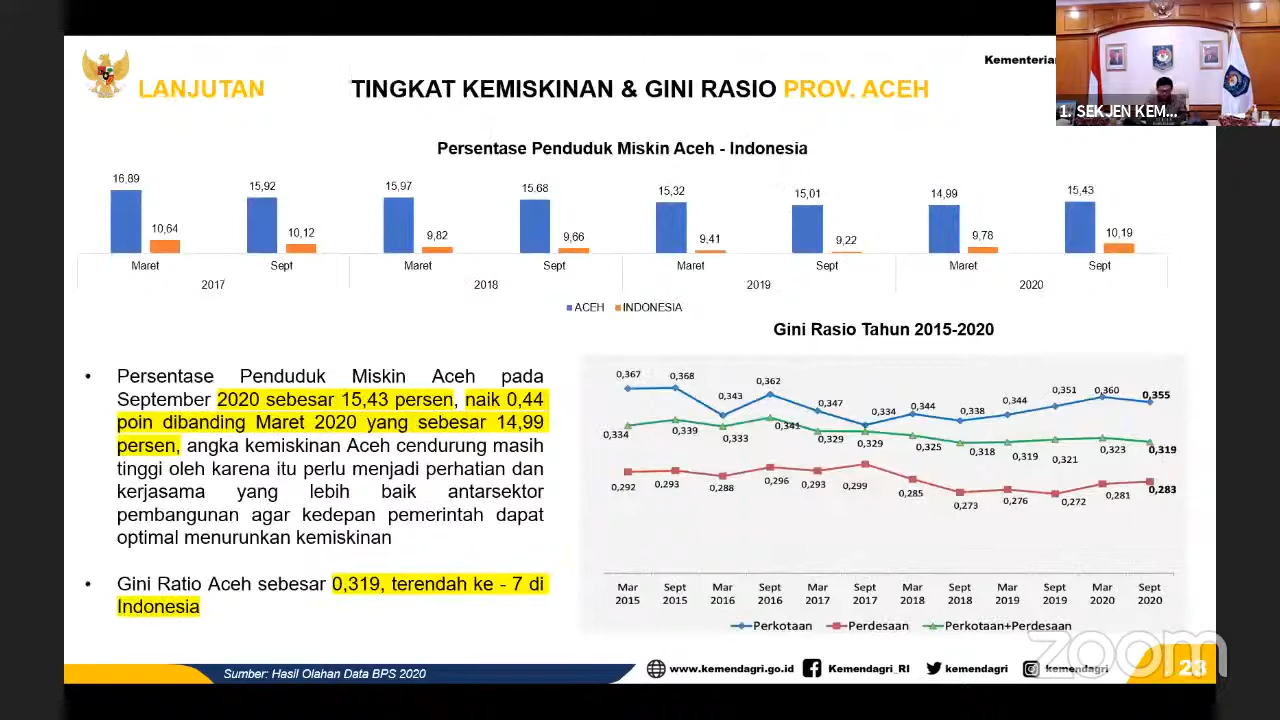 LANJUTAN
TINGKAT KEMISKINAN & GINI RASIO PROV. ACEH
Kementerian
1. SEKJEN KEM...
Persentase Penduduk Miskin Aceh - Indonesia
16,89 15,92 15,97 15,68 15,32 15,01 14,99 15,43
10,64 10,12 9,82 9,66 9,41 9,22 9,78 10,19
Maret Sept Maret Sept Maret Sept Maret Sept
2017 2018 2019 2020
ACEH INDONESIA
Gini Rasio Tahun 2015-2020
Persentase Penduduk Miskin Aceh pada
September 2020 sebesar 15,43 persen, naik 0,44
poin dibanding Maret 2020 yang sebesar 14,99
persen, angka kemiskinan Aceh cendurung masih
tinggi oleh karena itu perlu menjadi perhatian dan
kerjasama yang lebih baik antarsektor
pembangunan agar kedepan pemerintah dapat
optimal menurunkan kemiskinan
Gini Ratio Aceh sebesar 0,319, terendah ke - 7 di
Indonesia
0,367 0,368 0,343 0,362 0,347 0,334 0,344 0,338 0,344 0,351 0,360 0,355
0,334 0,339 0,333 0,341 0,329 0,329 0,325 0,318 0,319 0,321 0,323 0,319
0,292 0,293 0,288 0,296 0,293 0,299 0,285 0,273 0,276 0,272 0,281 0,283
Mar Sept Mar Sept Mar Sept Mar Sept Mar Sept Mar Sept
2015 2015 2016 2016 2017 2017 2018 2018 2019 2019 2020 2020
Perkotaan Perdesaan Perkotaan+Perdesaan
Sumber: Hasil Olahan Data BPS 2020
www.kemendagri.go.id Kemendagri_RI kemendagri kemendagri
23
zoom